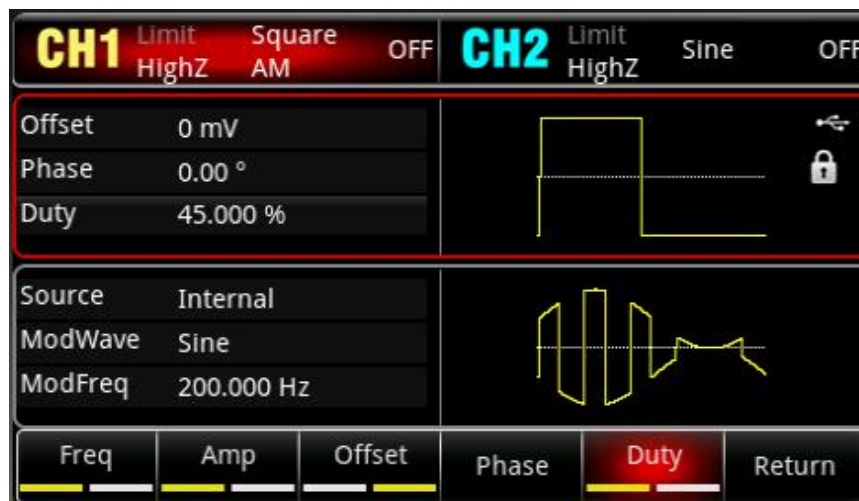 CH1 Limit Square OFF CH2 Limit Sine OFF
HighZ AM HighZ
Offset 0 mV
Phase 0.00 °
Duty 45.000 %
Source Internal
ModWave Sine
ModFreq 200.000 Hz
Freq Amp Offset Phase Duty Return